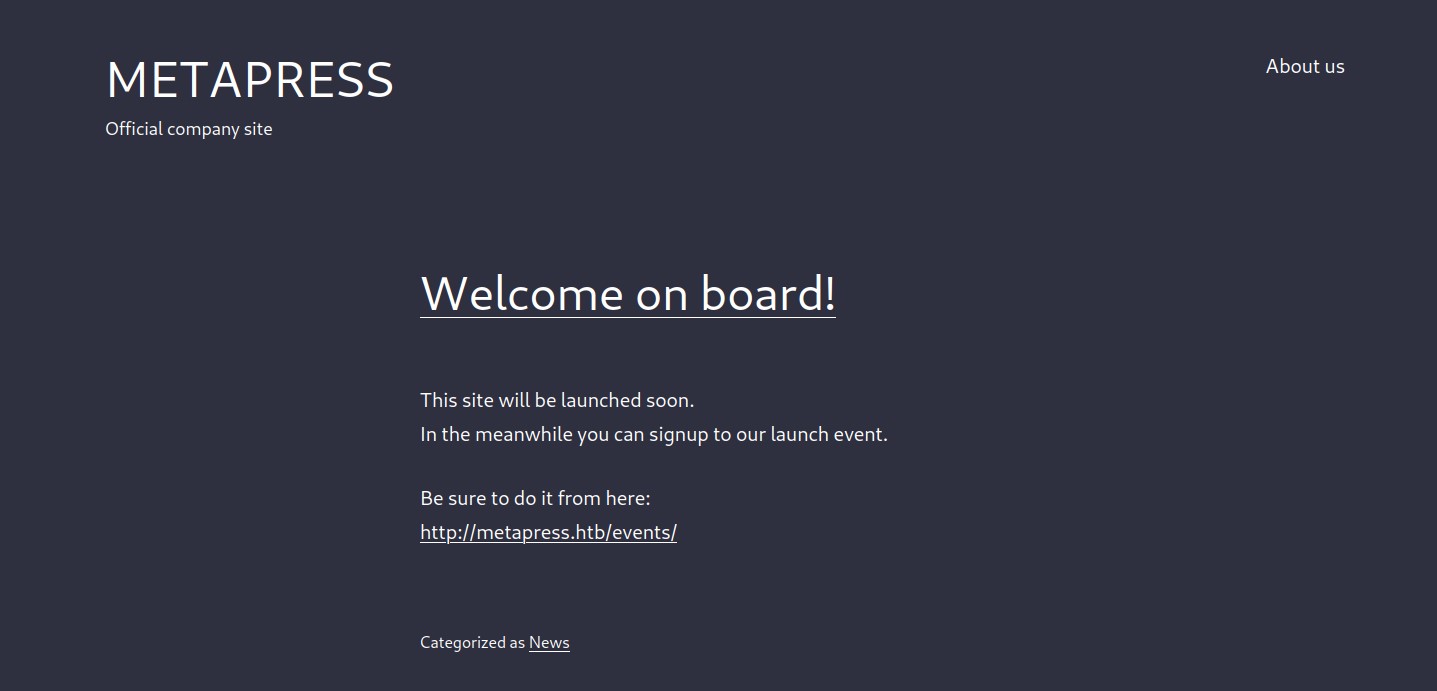 METAPRESS
About us
Official company site
Welcome on board!
This site will be launched soon.
In the meanwhile you can signup to our launch event.
Be sure to do it from here:
http://metapress.htb/events/
Categorized as News